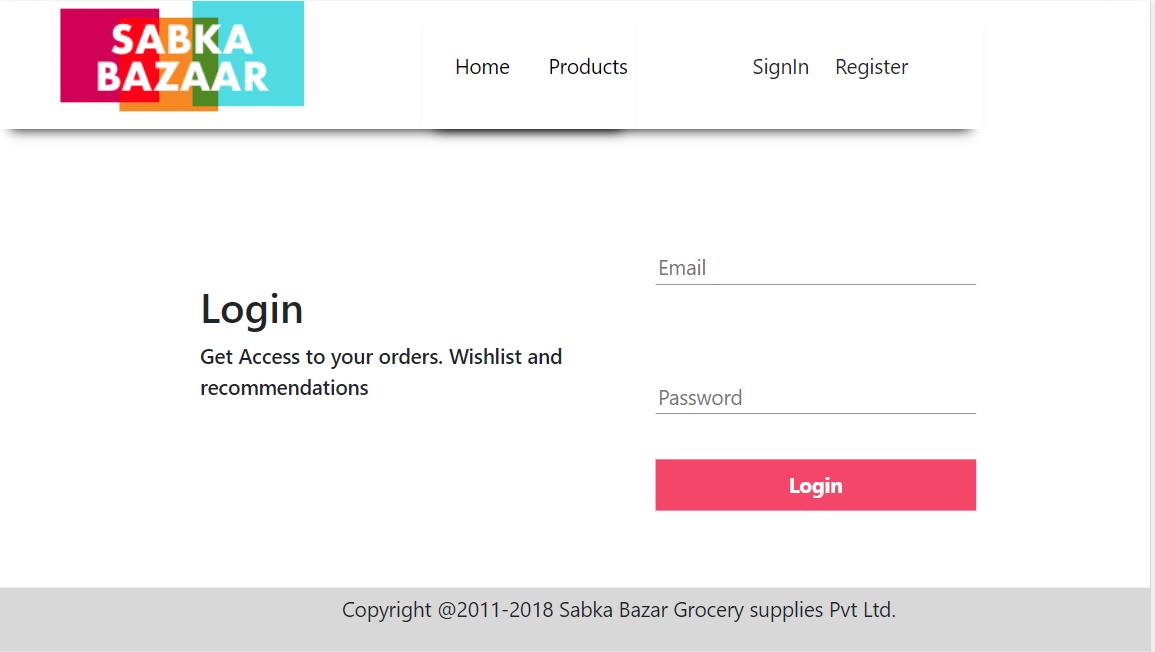 SABKA
BAZAAR
Home Products SignIn Register
Email
Login
Get Access to your orders. Wishlist and
recommendations
Password
Login
Copyright @2011-2018 Sabka Bazar Grocery supplies Pvt Ltd.